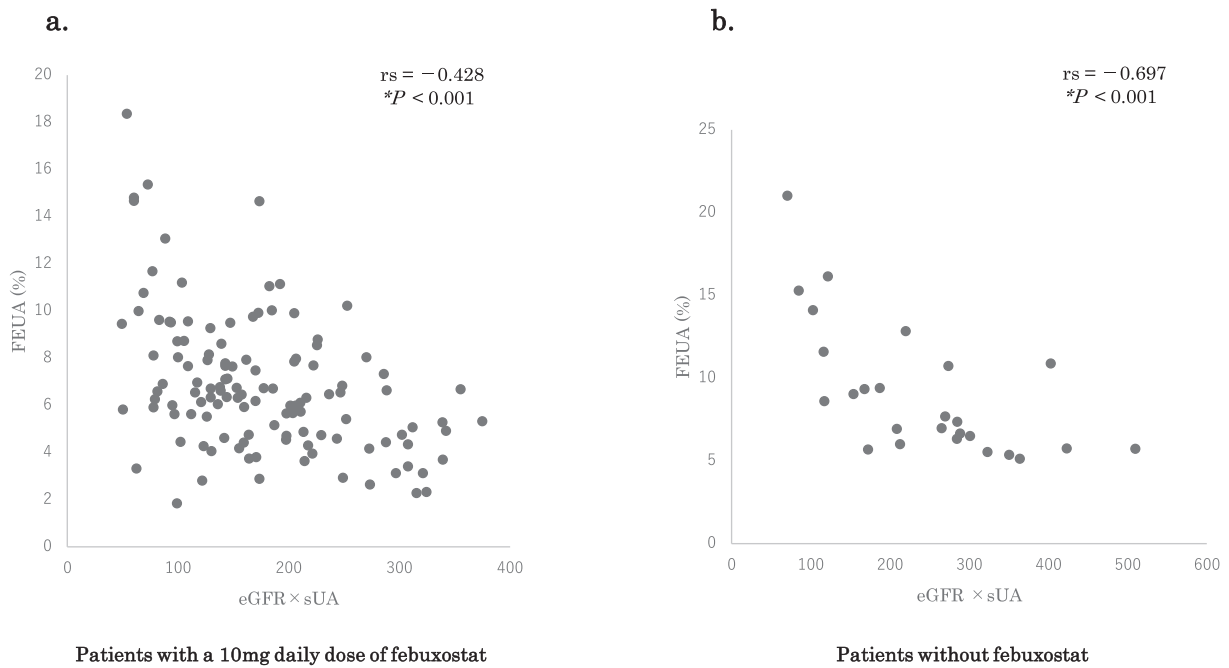 a.
rs = −0.428
*P < 0.001
20
18
16
14
12
10
8
6
4
2
0
FEUA (%)
0 100 200 300 400
eGFR×sUA
Patients with a 10mg daily dose of febuxostat
b.
rs = −0.697
*P < 0.001
25
20
15
10
5
0
FEUA (%)
0 100 200 300 400 500 600
eGFR ×sUA
Patients without febuxostat